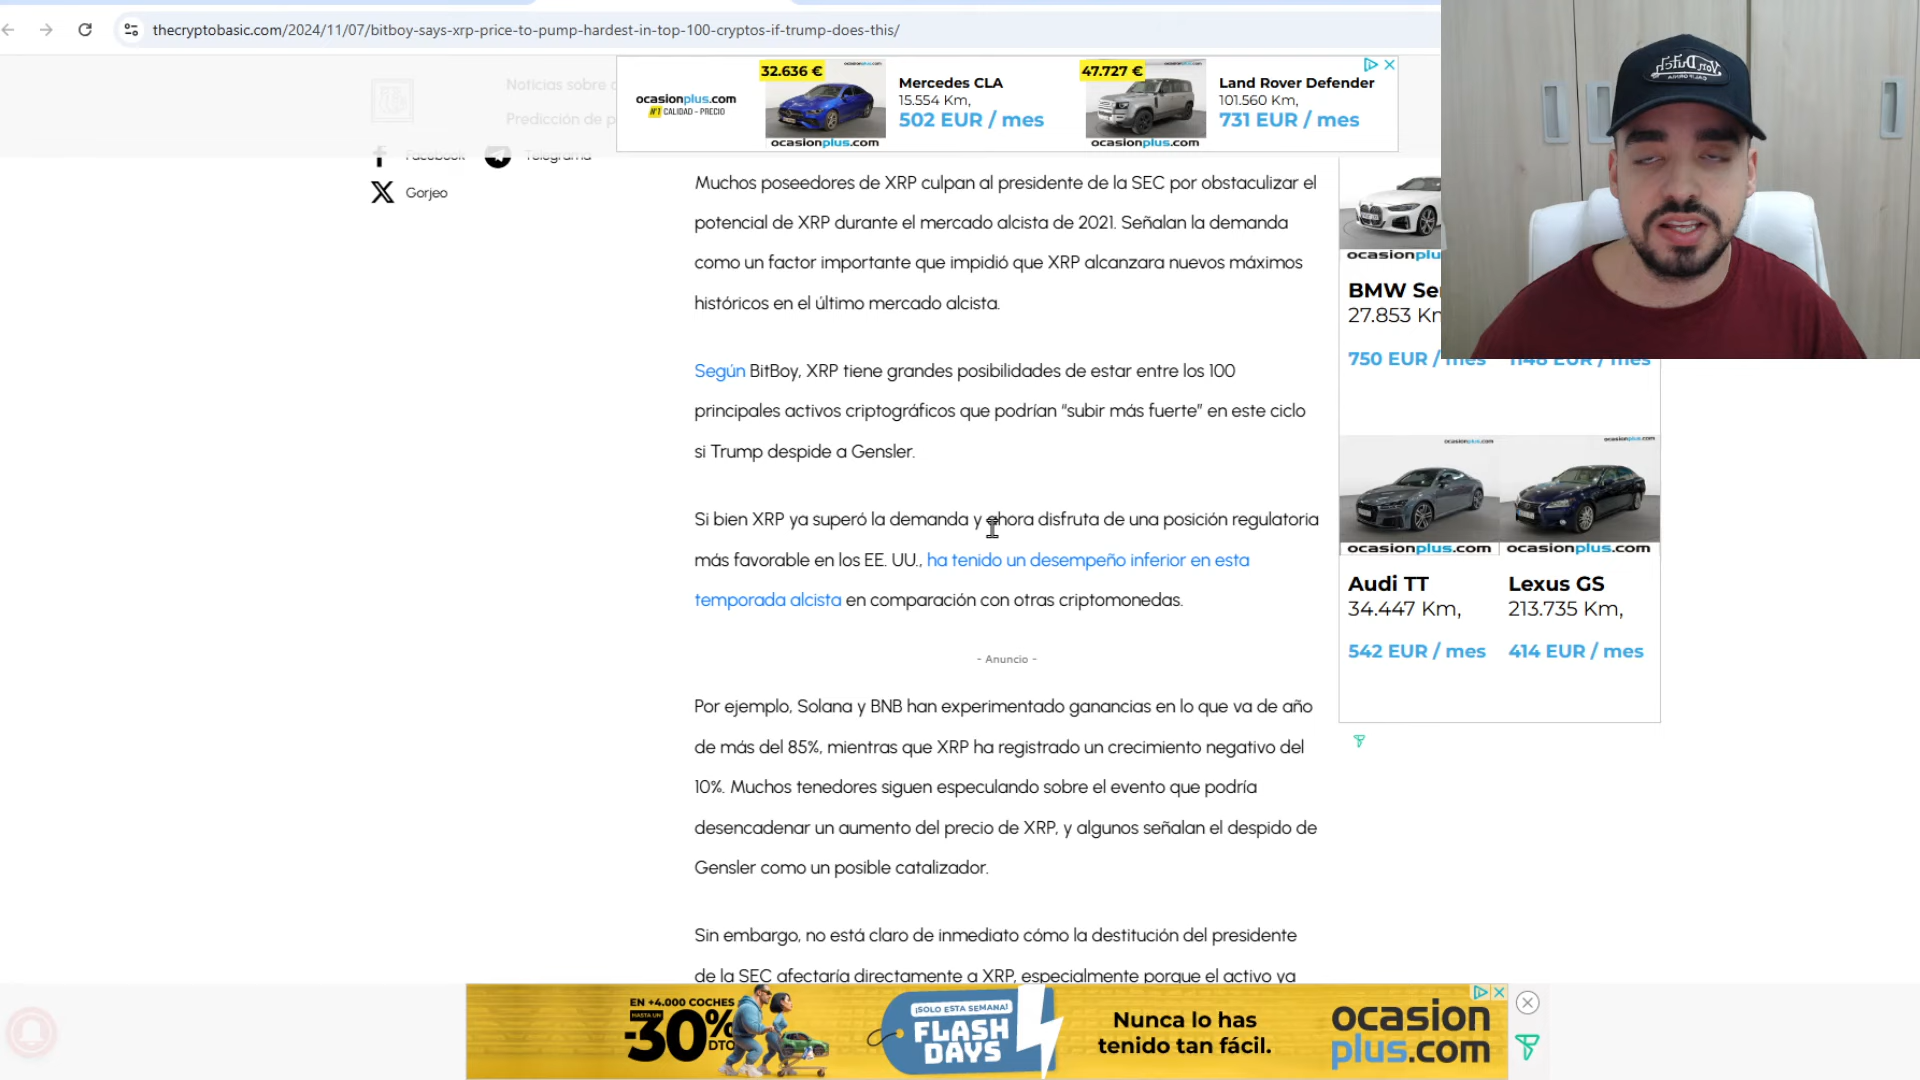 thecryptobasic.com/2024/11/07/bitboy-says-xrp-price-to-pump-hardest-in-top-100-cryptos-if-trump-does-this/
Noticias sobre
Predicción de
Facebook
Telegrama
Gorjeo
ocasionplus.com
Nº1 CALIDAD - PRECIO
32.636 €
ocasionplus.com
Mercedes CLA
15.554 Km,
502 EUR / mes
47.727 €
ocasionplus.com
Land Rover Defender
101.560 Km,
731 EUR / mes
Von Dutch
Muchos poseedores de XRP culpan al presidente de la SEC por obstaculizar el
potencial de XRP durante el mercado alcista de 2021. Señalan la demanda
como un factor importante que impidió que XRP alcanzara nuevos máximos
históricos en el último mercado alcista.
Según BitBoy, XRP tiene grandes posibilidades de estar entre los 100
principales activos criptográficos que podrían “subir más fuerte” en este ciclo
si Trump despide a Gensler.
Si bien XRP ya superó la demanda y ahora disfruta de una posición regulatoria
más favorable en los EE. UU., ha tenido un desempeño inferior en esta
temporada alcista en comparación con otras criptomonedas.
- Anuncio -
Por ejemplo, Solana y BNB han experimentado ganancias en lo que va de año
de más del 85%, mientras que XRP ha registrado un crecimiento negativo del
10%. Muchos tenedores siguen especulando sobre el evento que podría
desencadenar un aumento del precio de XRP, y algunos señalan el despido de
Gensler como un posible catalizador.
Sin embargo, no está claro de inmediato cómo la destitución del presidente
de la SEC afectaría directamente a XRP, especialmente porque el activo ya
ocasionplu
BMW Se
27.853 Km
750 EUR / mes
1148 EUR / mes
ocasionplus.com
ocasionplus.com
ocasionplus.com
ocasionplus.com
Audi TT
34.447 Km,
542 EUR / mes
Lexus GS
213.735 Km,
414 EUR / mes
EN +4.000 COCHES
HASTA UN
-30% DTO
¡SOLO ESTA SEMANA!
FLASH
DAYS
Nunca lo has
tenido tan fácil.
ocasion
plus.com